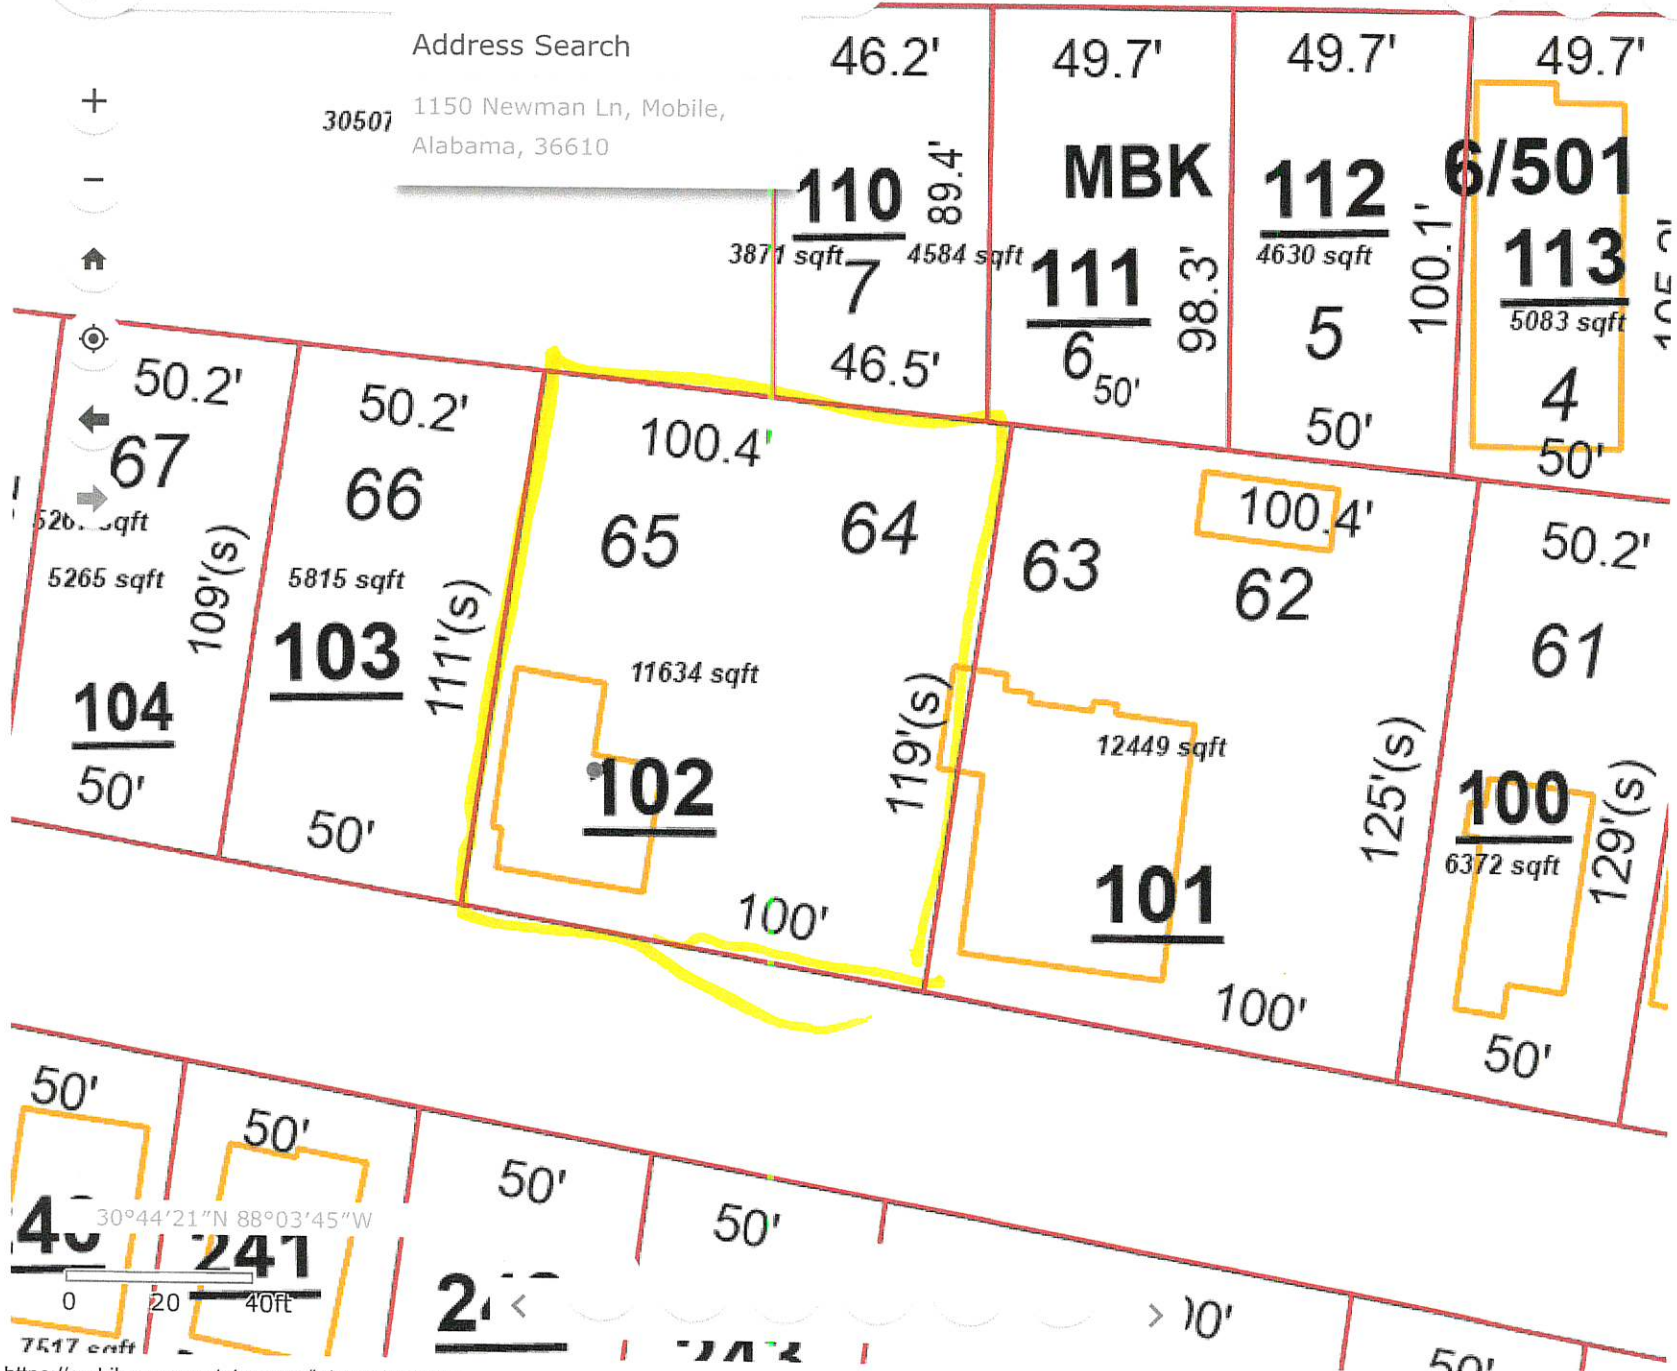 Address Search
1150 Newman Ln, Mobile,
Alabama, 36610
30507
46.2'
49.7'
49.7'
49.7'
110
89.4'
MBK
112
6/501
3871 sqft
4584 sqft
7
111
98.3'
4630 sqft
100.1'
113
5083 sqft
46.5'
6
50'
5
50'
4
50'
50.2'
67
5265 sqft
109'(s)
104
50'
50.2'
66
5815 sqft
103
111'(s)
50'
100.4'
65
64
11634 sqft
102
119'(s)
100'
63
100.4'
62
12449 sqft
101
125'(s)
100'
50.2'
61
100
6372 sqft
129'(s)
50'
50'
50'
50'
50'
30°44'21"N 88°03'45"W
241
0
20
40ft
7517 sqft